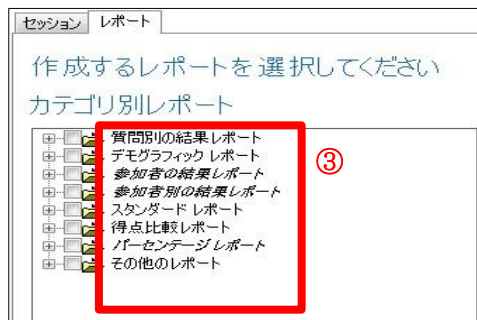 セッション レポート
作成するレポートを選択してください
カテゴリ別レポート
質問別の結果レポート
デモグラフィック レポート
③
参加者の結果レポート
参加者別の結果レポート
スタンダード レポート
得点比較レポート
パーセンテージ レポート
その他のレポート